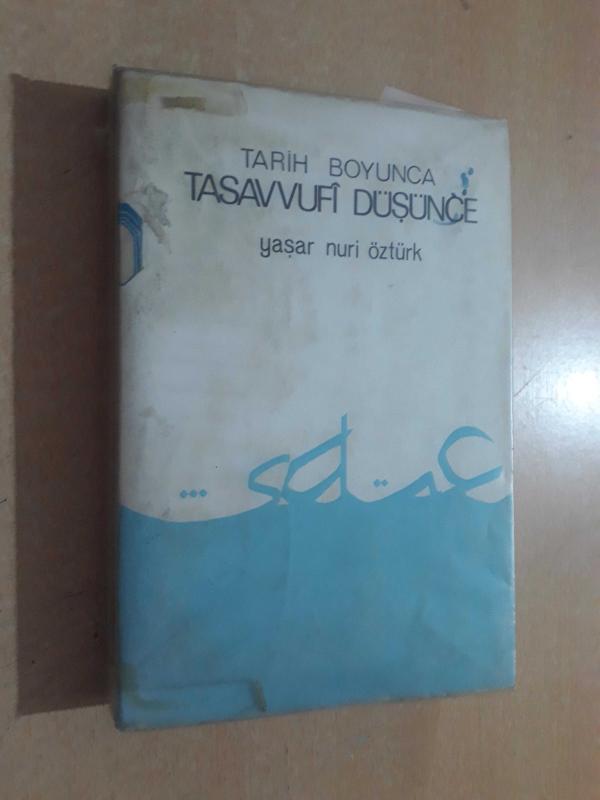 TARİH BOYUNCA
TASAVVUFÎ DÜŞÜNCE
yaşar nuri öztürk